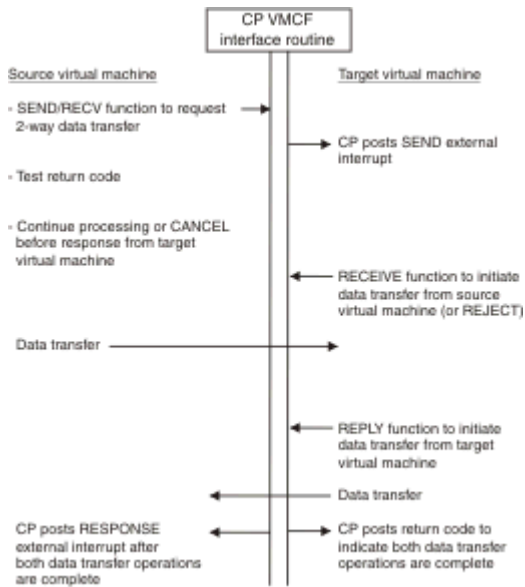 CP VMCF
interface routine
Source virtual machine
Target virtual machine
- SEND/RECV function to request
2-way data transfer
CP posts SEND external
interrupt
- Test return code
- Continue processing or CANCEL
before response from target
virtual machine
RECEIVE function to initiate
data transfer from source
virtual machine (or REJECT)
Data transfer
REPLY function to initiate
data transfer from target
virtual machine
Data transfer
CP posts RESPONSE
external interrupt after
both data transfer operations
are complete
CP posts return code to
indicate both data transfer
operations are complete